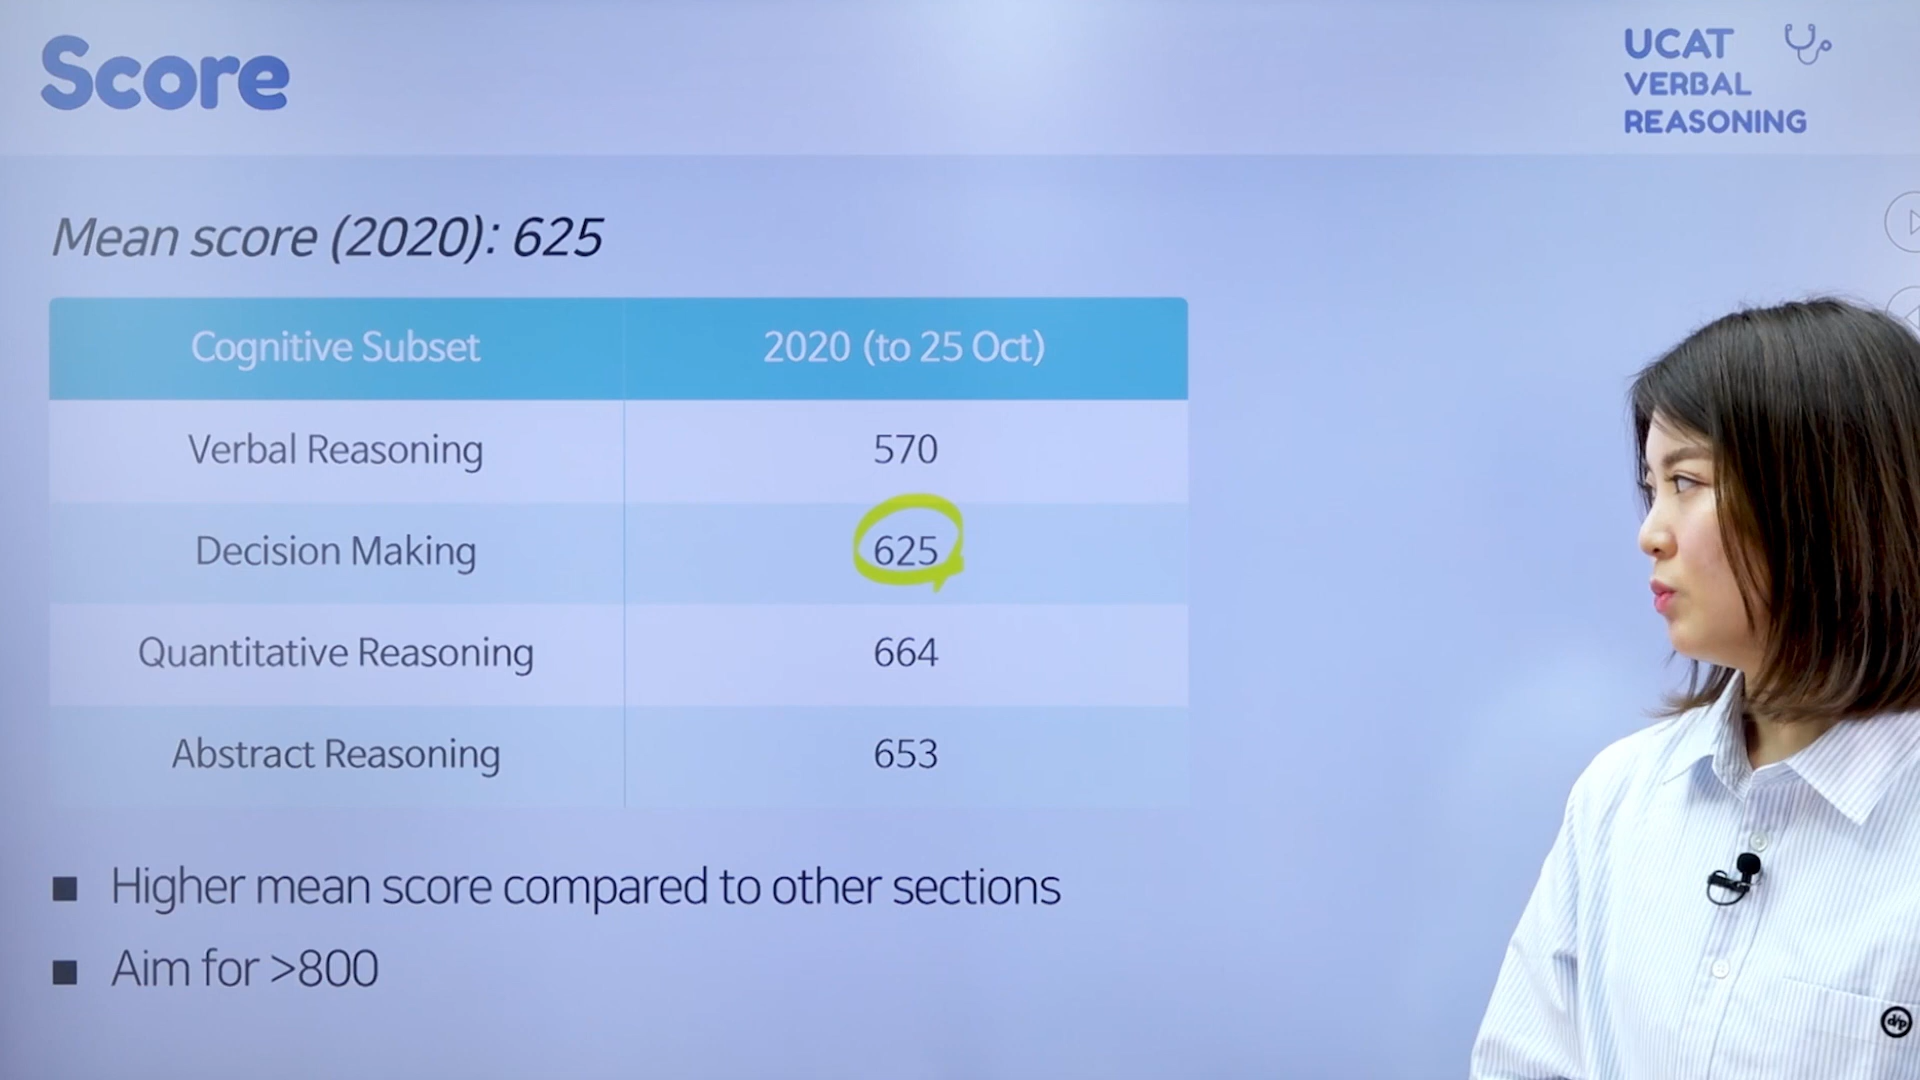 Score
UCAT
VERBAL
REASONING
Mean score (2020): 625
Cognitive Subset 2020 (to 25 Oct)
Verbal Reasoning 570
Decision Making 625
Quantitative Reasoning 664
Abstract Reasoning 653
■ Higher mean score compared to other sections
■ Aim for >800
d/p